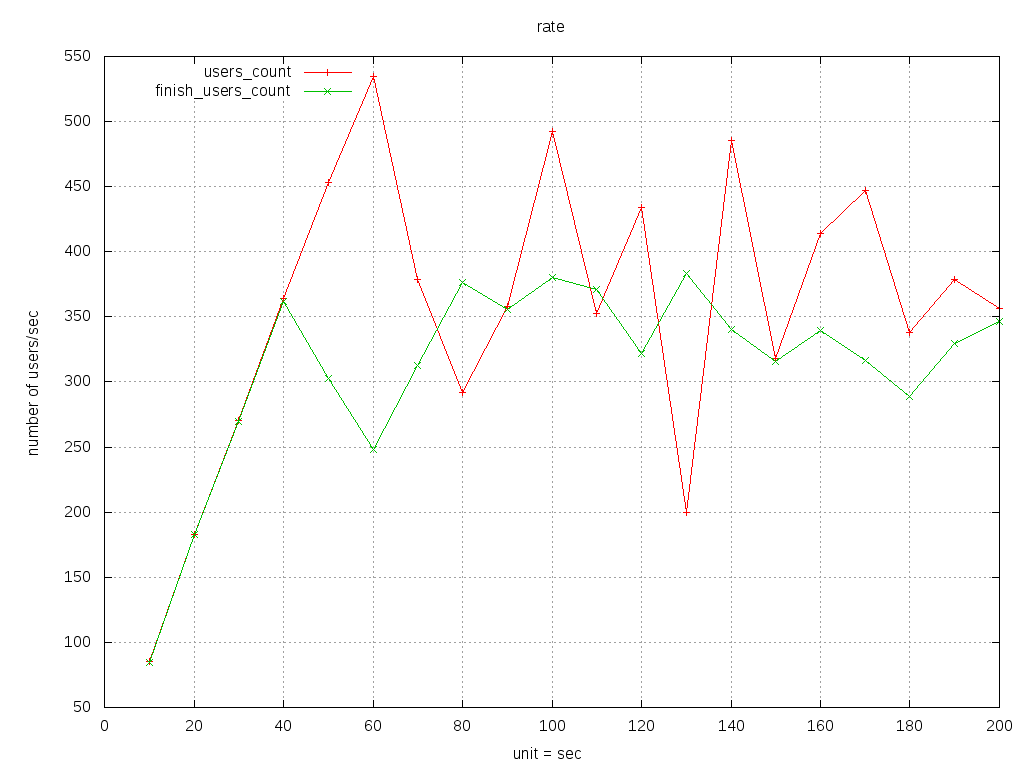 rate
users_count
finish_users_count
550
500
450
400
350
300
250
200
150
100
50
number of users/sec
0 20 40 60 80 100 120 140 160 180 200
unit = sec